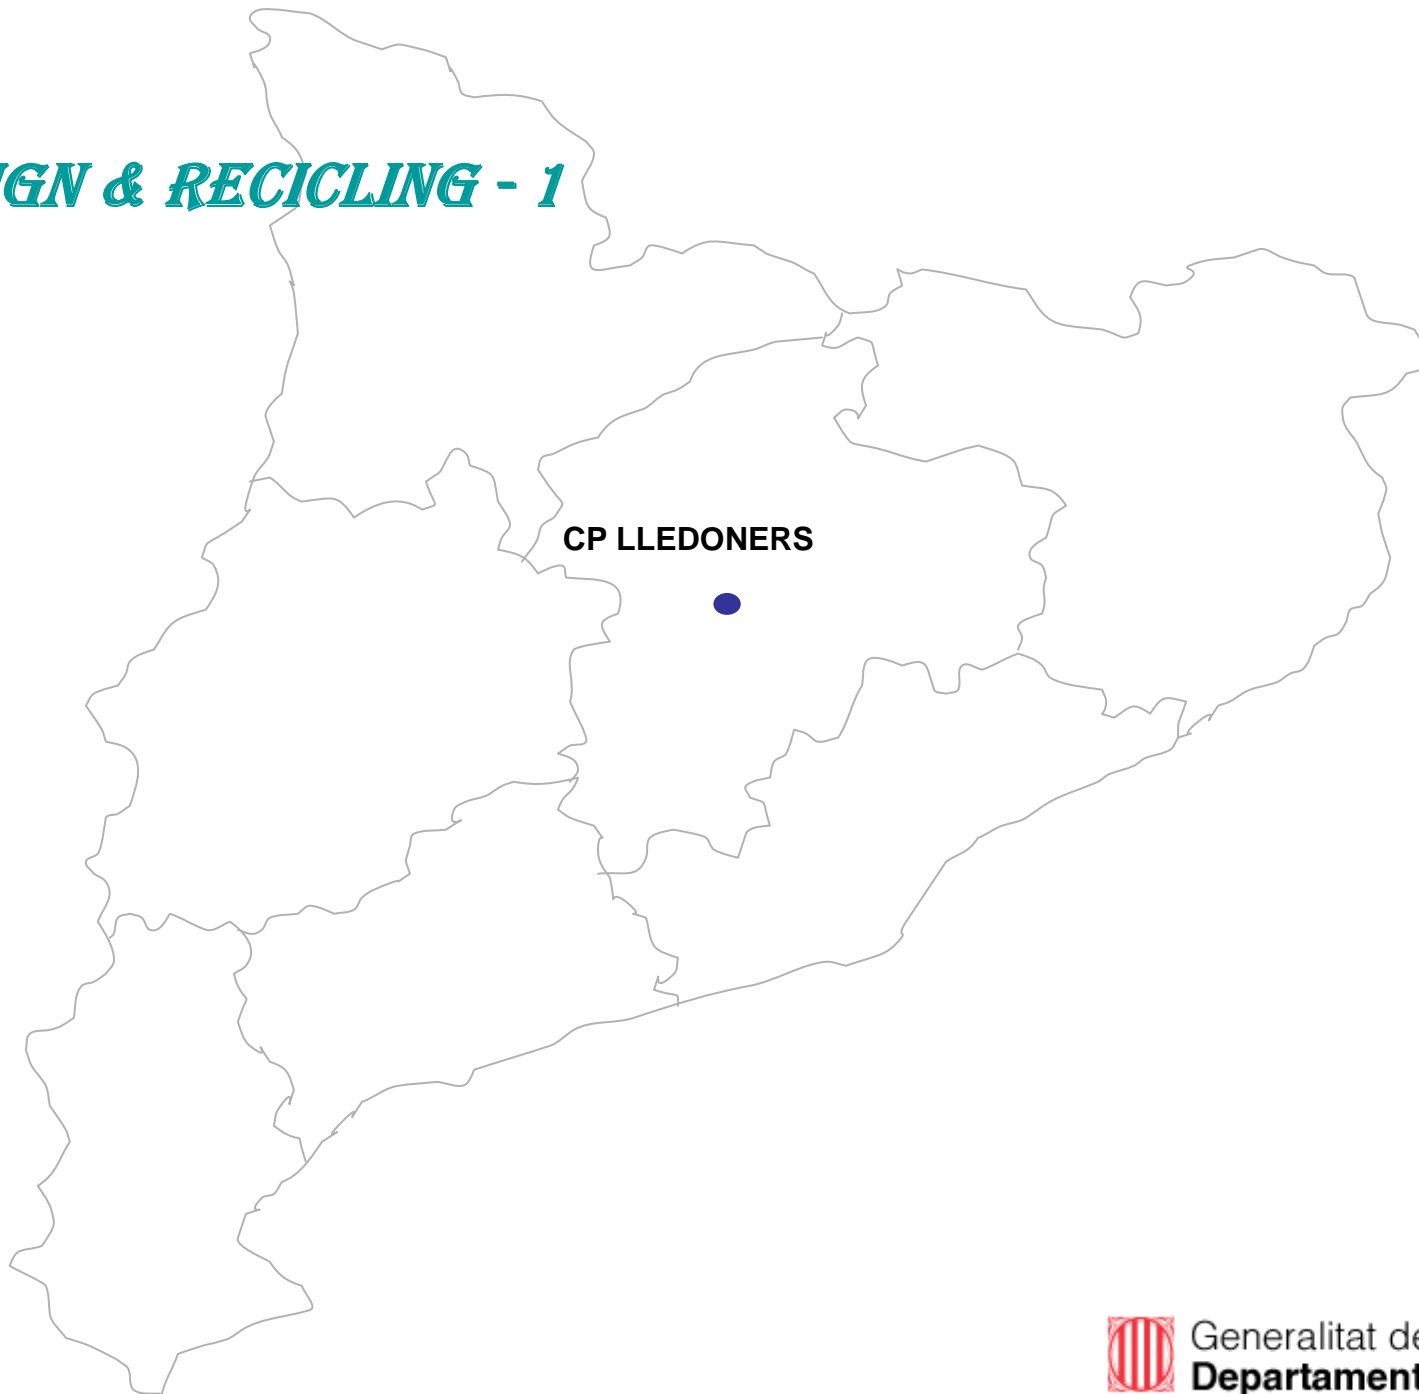 IGN & RECICLING - 1
CP LLEDONERS
Generalitat de
Departament